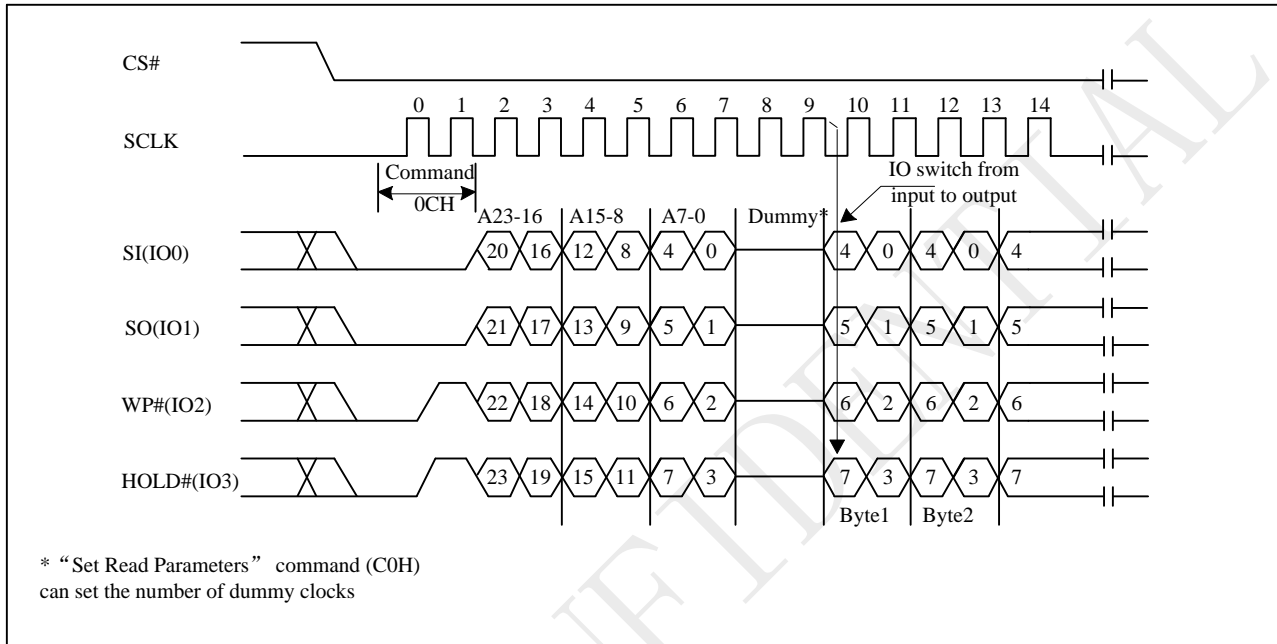 CS#
0 1 2 3 4 5 6 7 8 9 10 11 12 13 14
SCLK
Command
0CH
IO switch from
input to output
A23-16 A15-8 A7-0 Dummy*
SI(IO0) 20 16 12 8 4 0 4 0 4 0 4
SO(IO1) 21 17 13 9 5 1 5 1 5 1 5
WP#(IO2) 22 18 14 10 6 2 6 2 6 2 6
HOLD#(IO3) 23 19 15 11 7 3 7 3 7 3 7
Byte1 Byte2
* “Set Read Parameters” command (C0H)
can set the number of dummy clocks
FIDENTIAL